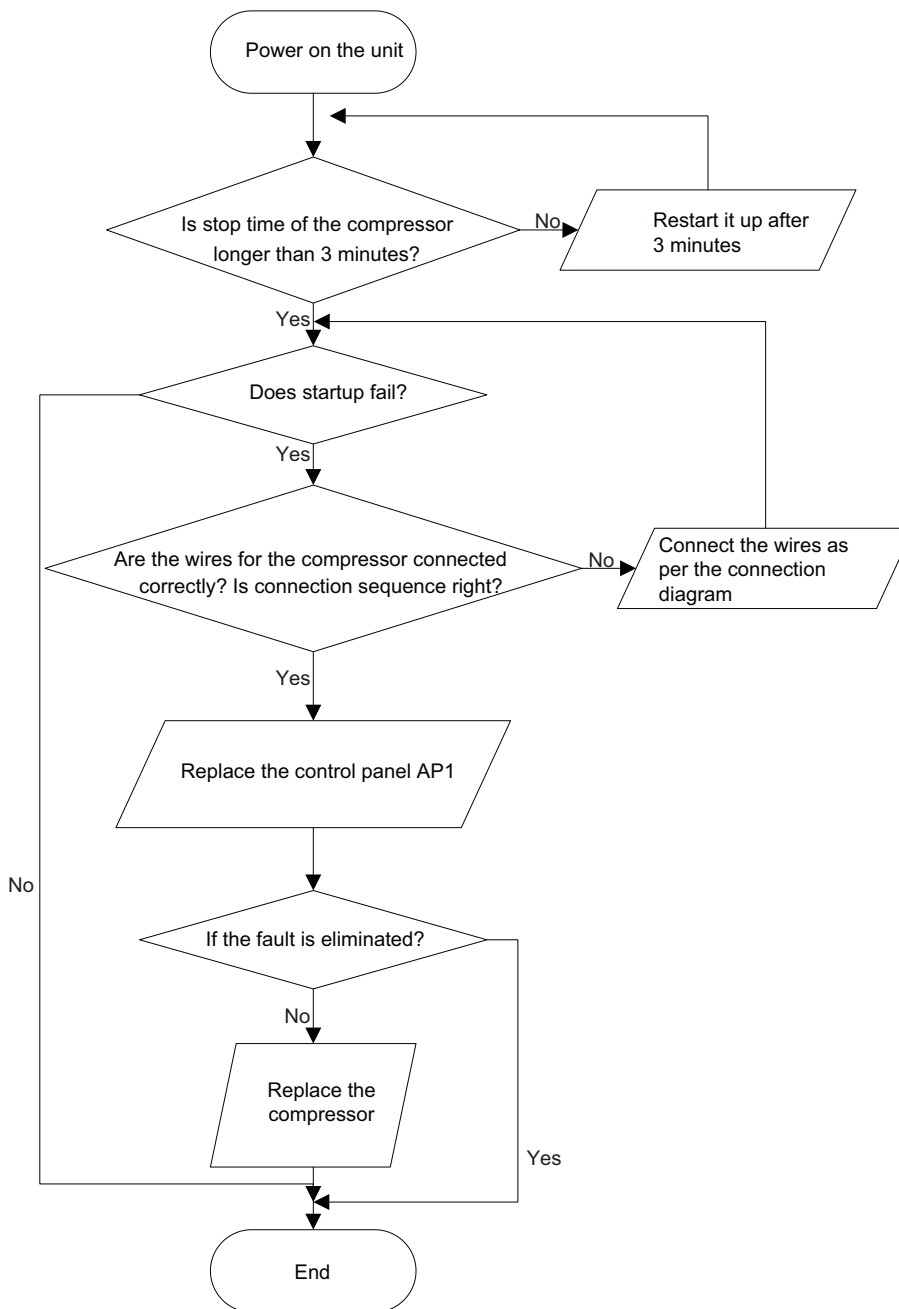 Power on the unit
Is stop time of the compressor
longer than 3 minutes?
No
Restart it up after
3 minutes
Yes
Does startup fail?
Yes
Are the wires for the compressor connected
correctly? Is connection sequence right?
No
Connect the wires as
per the connection
diagram
Yes
Replace the control panel AP1
No
If the fault is eliminated?
No
Replace the
compressor
Yes
End